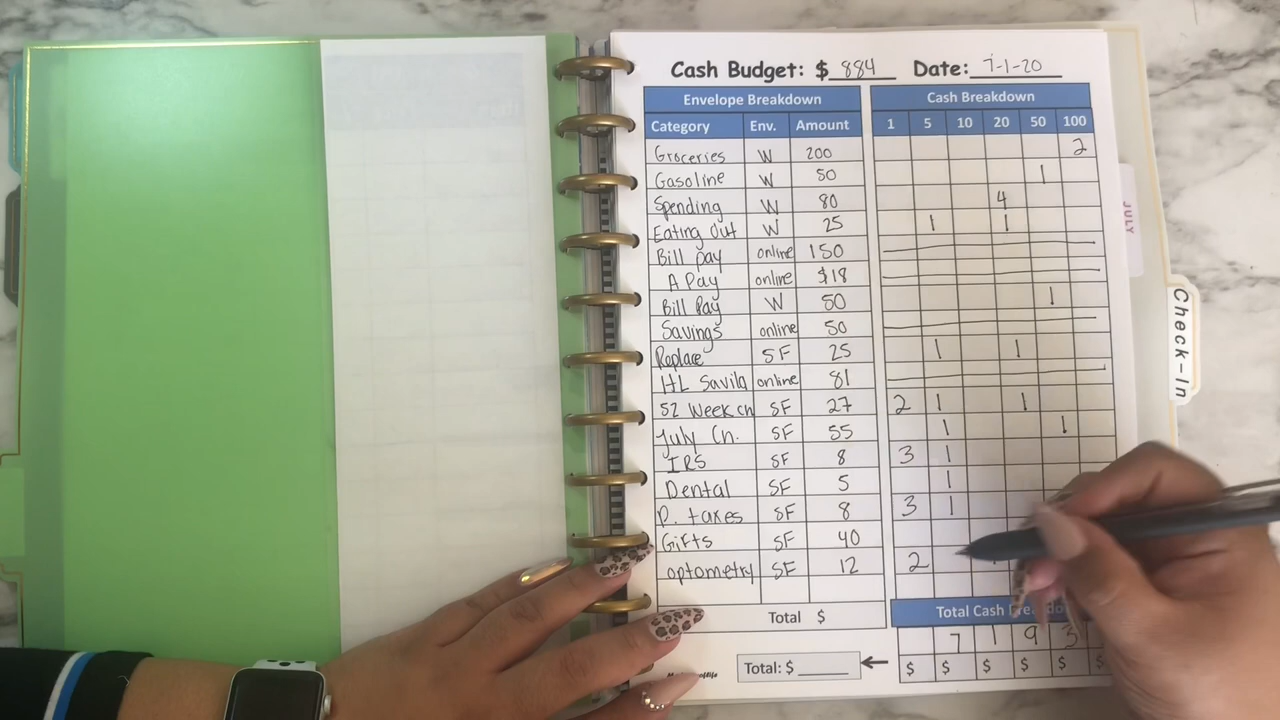 Cash Budget: $ 884 Date: 7-1-20
Envelope Breakdown Cash Breakdown
Category Env. Amount 1 5 10 20 50 100
Groceries W 200 2
Gasoline W 50 1
Spending W 80 4
Eating Out W 25 1 1
Bill pay online 150
A Pay online $18
Bill Pay W 50 1
Savings online 50
Replace SF 25 1 1
online 81
52 Week Ch SF 27 2 1 1
July Ch. SF 55 1 1
IRS SF 8 3 1
Dental SF 5 1
P. taxes SF 8 3 1
Gifts SF 40
optometry SF 12 2
Total $ Total Cash
7 1 9 3
Total: $ $ $ $ $ $ $
JULY
Check-In